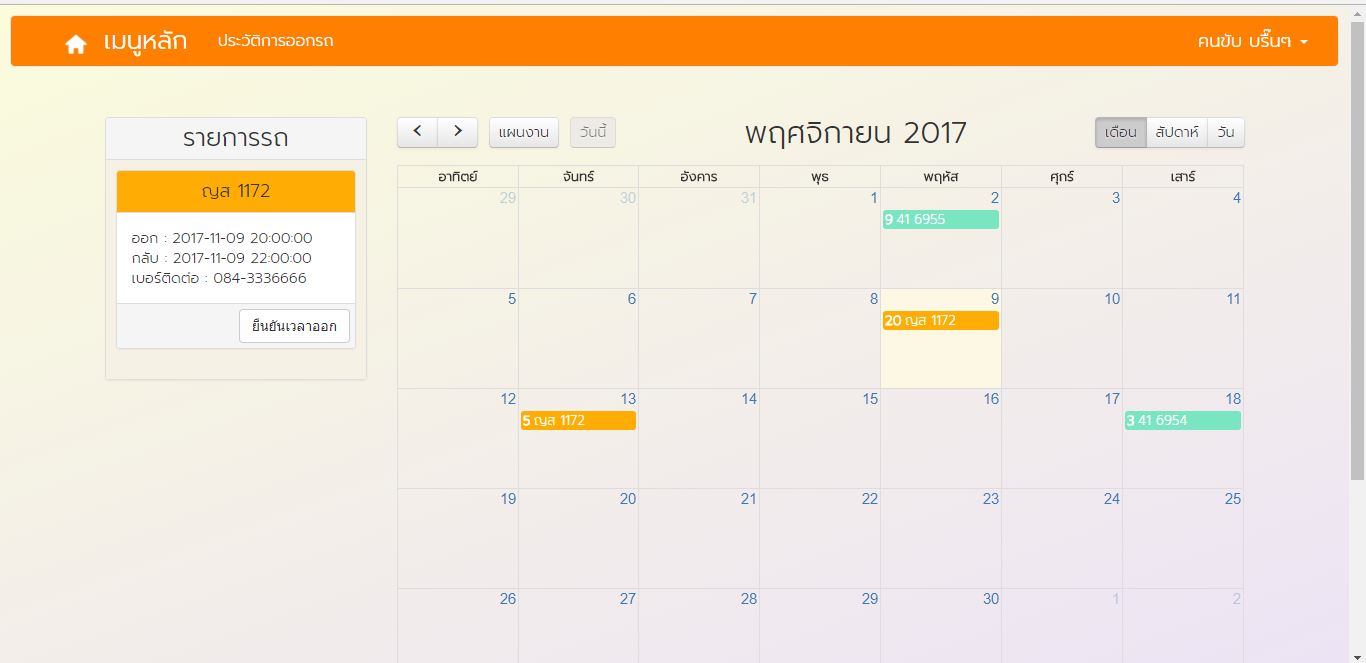 เมนูหลัก ประวัติการออกรถ คนขับ บรื๊นๆ
รายการรถ
ญส 1172
ออก : 2017-11-09 20:00:00
กลับ : 2017-11-09 22:00:00
เบอร์ติดต่อ : 084-3336666
ยืนยันเวลาออก
แผนงาน วันนี้ พฤศจิกายน 2017 เดือน สัปดาห์ วัน
อาทิตย์ จันทร์ อังคาร พุธ พฤหัส ศุกร์ เสาร์
29 30 31 1 2 3 4
9 41 6955
5 6 7 8 9 10 11
20 ญส 1172
12 13 14 15 16 17 18
5 ญส 1172 3 41 6954
19 20 21 22 23 24 25
26 27 28 29 30 1 2